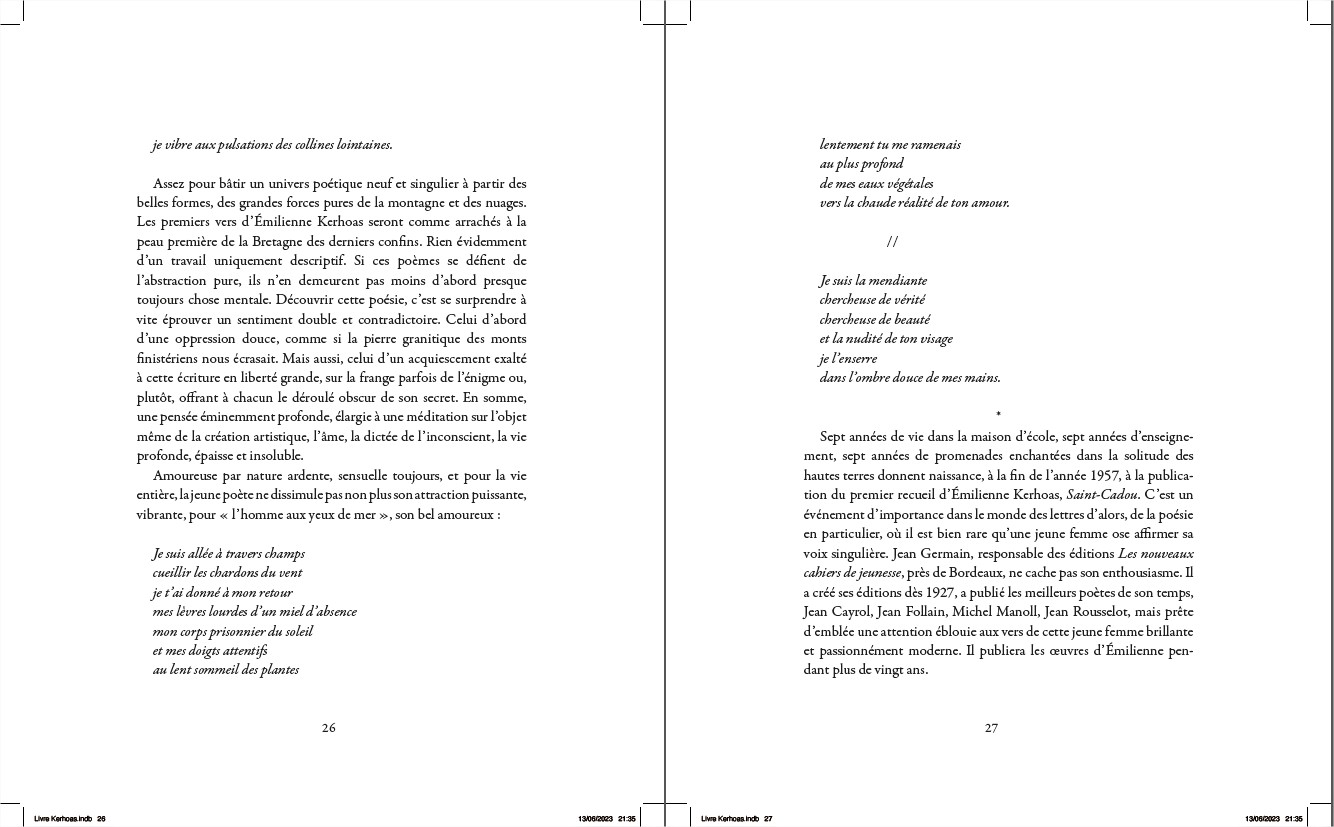 je vibre aux pulsations des collines lointaines.
Assez pour bâtir un univers poétique neuf et singulier à partir des
belles formes, des grandes forces pures de la montagne et des nuages.
Les premiers vers d’Émilienne Kerhoas seront comme arrachés à la
peau première de la Bretagne des derniers confins. Rien évidemment
d’un travail uniquement descriptif. Si ces poèmes se défient de
l’abstraction pure, ils n’en demeurent pas moins d’abord presque
toujours chose mentale. Découvrir cette poésie, c’est se surprendre à
vite éprouver un sentiment double et contradictoire. Celui d’abord
d’une oppression douce, comme si la pierre granitique des monts
finistériens nous écrasait. Mais aussi, celui d’un acquiescement exalté
à cette écriture en liberté grande, sur la frange parfois de l’énigme ou,
plutôt, offrant à chacun le déroulé obscur de son secret. En somme,
une pensée éminemment profonde, élargie à une méditation sur l’objet
même de la création artistique, l’âme, la dictée de l’inconscient, la vie
profonde, épaisse et insoluble.
Amoureuse par nature ardente, sensuelle toujours, et pour la vie
entière, la jeune poète ne dissimule pas non plus son attraction puissante,
vibrante, pour « l’homme aux yeux de mer », son bel amoureux :
Je suis allée à travers champs
cueillir les chardons du vent
je t’ai donné à mon retour
mes lèvres lourdes d’un miel d’absence
mon corps prisonnier du soleil
et mes doigts attentifs
au lent sommeil des plantes
26
Livre Kerhoas.indb 26
13/06/2023 21:35
lentement tu me ramenais
au plus profond
de mes eaux végétales
vers la chaude réalité de ton amour.
//
Je suis la mendiante
chercheuse de vérité
chercheuse de beauté
et la nudité de ton visage
je l’enserre
dans l’ombre douce de mes mains.
*
Sept années de vie dans la maison d’école, sept années d’enseigne-
ment, sept années de promenades enchantées dans la solitude des
hautes terres donnent naissance, à la fin de l’année 1957, à la publica-
tion du premier recueil d’Émilienne Kerhoas, Saint-Cadou. C’est un
événement d’importance dans le monde des lettres d’alors, de la poésie
en particulier, où il est bien rare qu’une jeune femme ose affirmer sa
voix singulière. Jean Germain, responsable des éditions Les nouveaux
cahiers de jeunesse, près de Bordeaux, ne cache pas son enthousiasme. Il
a créé ses éditions dès 1927, a publié les meilleurs poètes de son temps,
Jean Cayrol, Jean Follain, Michel Manoll, Jean Rousselot, mais prête
d’emblée une attention éblouie aux vers de cette jeune femme brillante
et passionnément moderne. Il publiera les œuvres d’Émilienne pen-
dant plus de vingt ans.
27
Livre Kerhoas.indb 27
13/06/2023 21:35